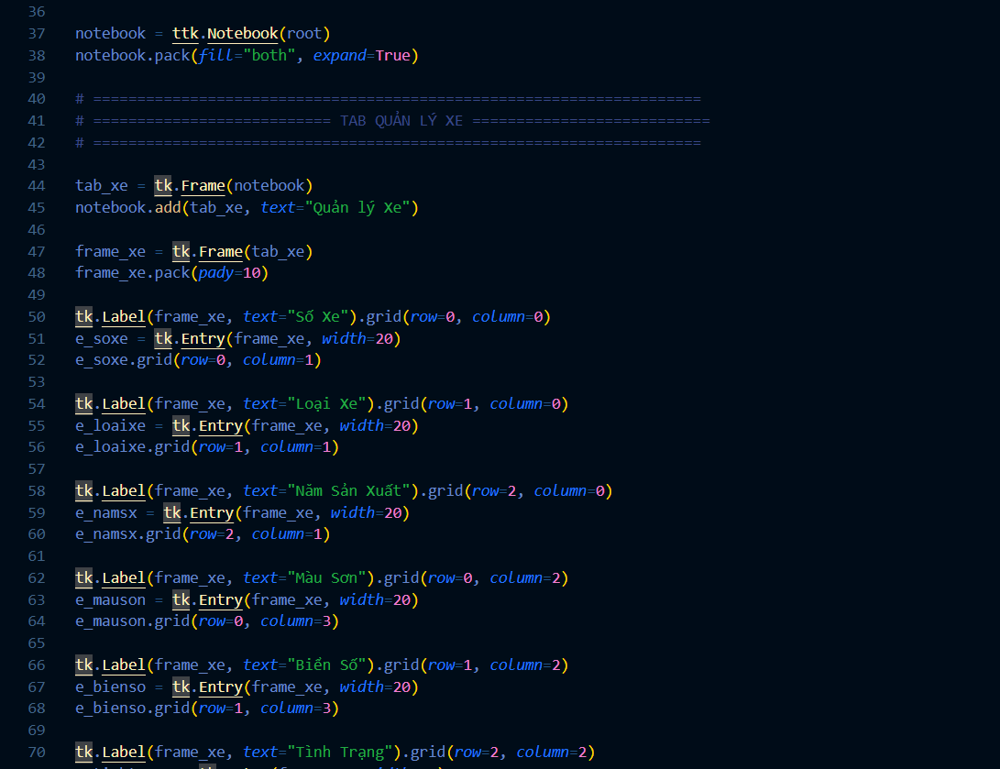 36
37 notebook = ttk.Notebook(root)
38 notebook.pack(fill="both", expand=True)
39
40 # =====================================================================
41 # =========================== TAB QUẢN LÝ XE ===========================
42 # =====================================================================
43
44 tab_xe = tk.Frame(notebook)
45 notebook.add(tab_xe, text="Quản lý Xe")
46
47 frame_xe = tk.Frame(tab_xe)
48 frame_xe.pack(pady=10)
49
50 tk.Label(frame_xe, text="Số Xe").grid(row=0, column=0)
51 e_soxe = tk.Entry(frame_xe, width=20)
52 e_soxe.grid(row=0, column=1)
53
54 tk.Label(frame_xe, text="Loại Xe").grid(row=1, column=0)
55 e_loaixe = tk.Entry(frame_xe, width=20)
56 e_loaixe.grid(row=1, column=1)
57
58 tk.Label(frame_xe, text="Năm Sản Xuất").grid(row=2, column=0)
59 e_namsx = tk.Entry(frame_xe, width=20)
60 e_namsx.grid(row=2, column=1)
61
62 tk.Label(frame_xe, text="Màu Sơn").grid(row=0, column=2)
63 e_mauson = tk.Entry(frame_xe, width=20)
64 e_mauson.grid(row=0, column=3)
65
66 tk.Label(frame_xe, text="Biển Số").grid(row=1, column=2)
67 e_bienso = tk.Entry(frame_xe, width=20)
68 e_bienso.grid(row=1, column=3)
69
70 tk.Label(frame_xe, text="Tình Trạng").grid(row=2, column=2)